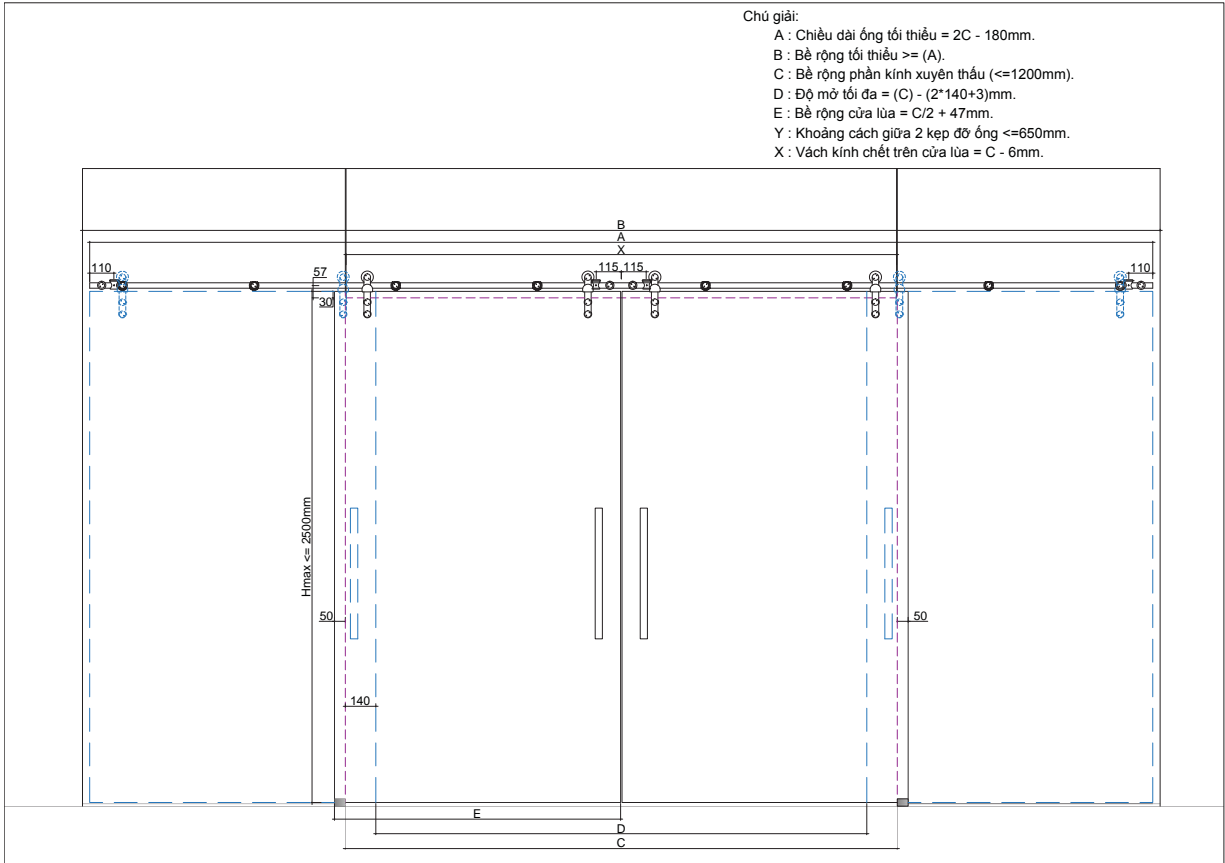 Chú giải:
A : Chiều dài ống tối thiểu = 2C - 180mm.
B : Bề rộng tối thiểu >= (A).
C : Bề rộng phần kính xuyên thấu (<=1200mm).
D : Độ mở tối đa = (C) - (2*140+3)mm.
E : Bề rộng cửa lùa = C/2 + 47mm.
Y : Khoảng cách giữa 2 kẹp đỡ ống <=650mm.
X : Vách kính chết trên cửa lùa = C - 6mm.
B
A
X
110
57
115 115
110
30
Hmax <= 2500mm
50
50
140
E
D
C